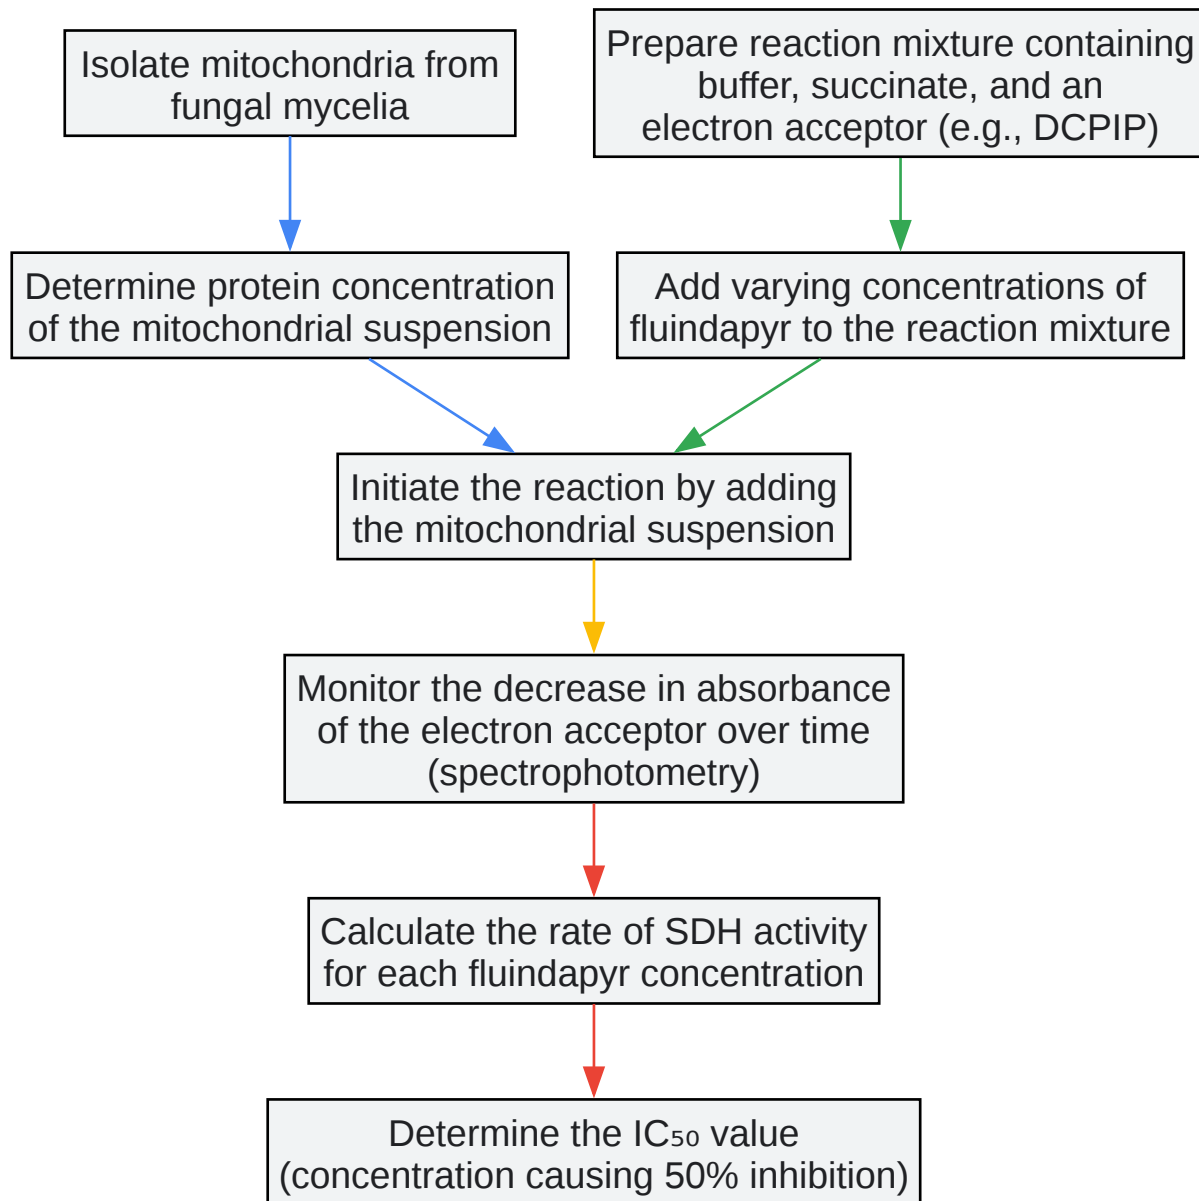 Isolate mitochondria from
fungal mycelia
Prepare reaction mixture containing
buffer, succinate, and an
electron acceptor (e.g., DCPIP)
Determine protein concentration
of the mitochondrial suspension
Add varying concentrations of
fluindapyr to the reaction mixture
Initiate the reaction by adding
the mitochondrial suspension
Monitor the decrease in absorbance
of the electron acceptor over time
(spectrophotometry)
Calculate the rate of SDH activity
for each fluindapyr concentration
Determine the IC₅₀ value
(concentration causing 50% inhibition)